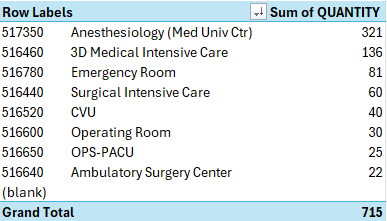 Row Labels Sum of QUANTITY
517350 Anesthesiology (Med Univ Ctr) 321
516460 3D Medical Intensive Care 136
516780 Emergency Room 81
516440 Surgical Intensive Care 60
516520 CVU 40
516600 Operating Room 30
516650 OPS-PACU 25
516640 Ambulatory Surgery Center 22
(blank)
Grand Total 715